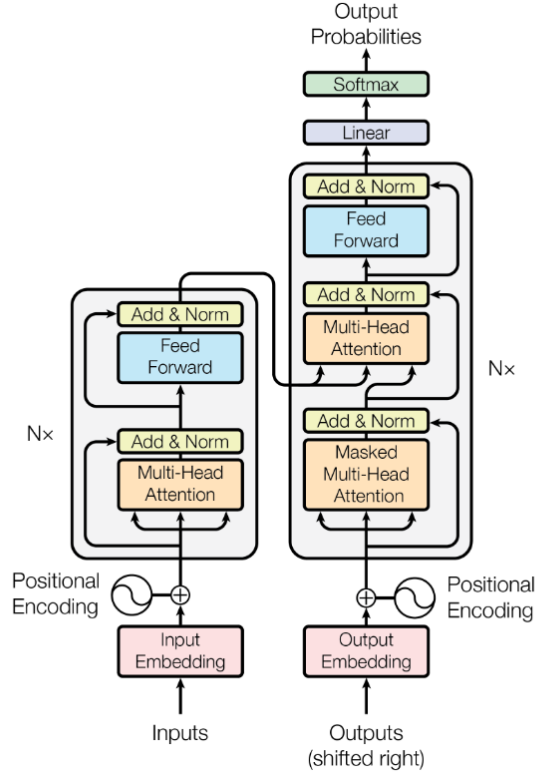 Output
Probabilities
Softmax
Linear
Add & Norm
Feed
Forward
Add & Norm
Multi-Head
Attention
Add & Norm
Masked
Multi-Head
Attention
N×
Add & Norm
Feed
Forward
Add & Norm
Multi-Head
Attention
N×
Positional
Encoding
Input
Embedding
Inputs
Positional
Encoding
Output
Embedding
Outputs
(shifted right)